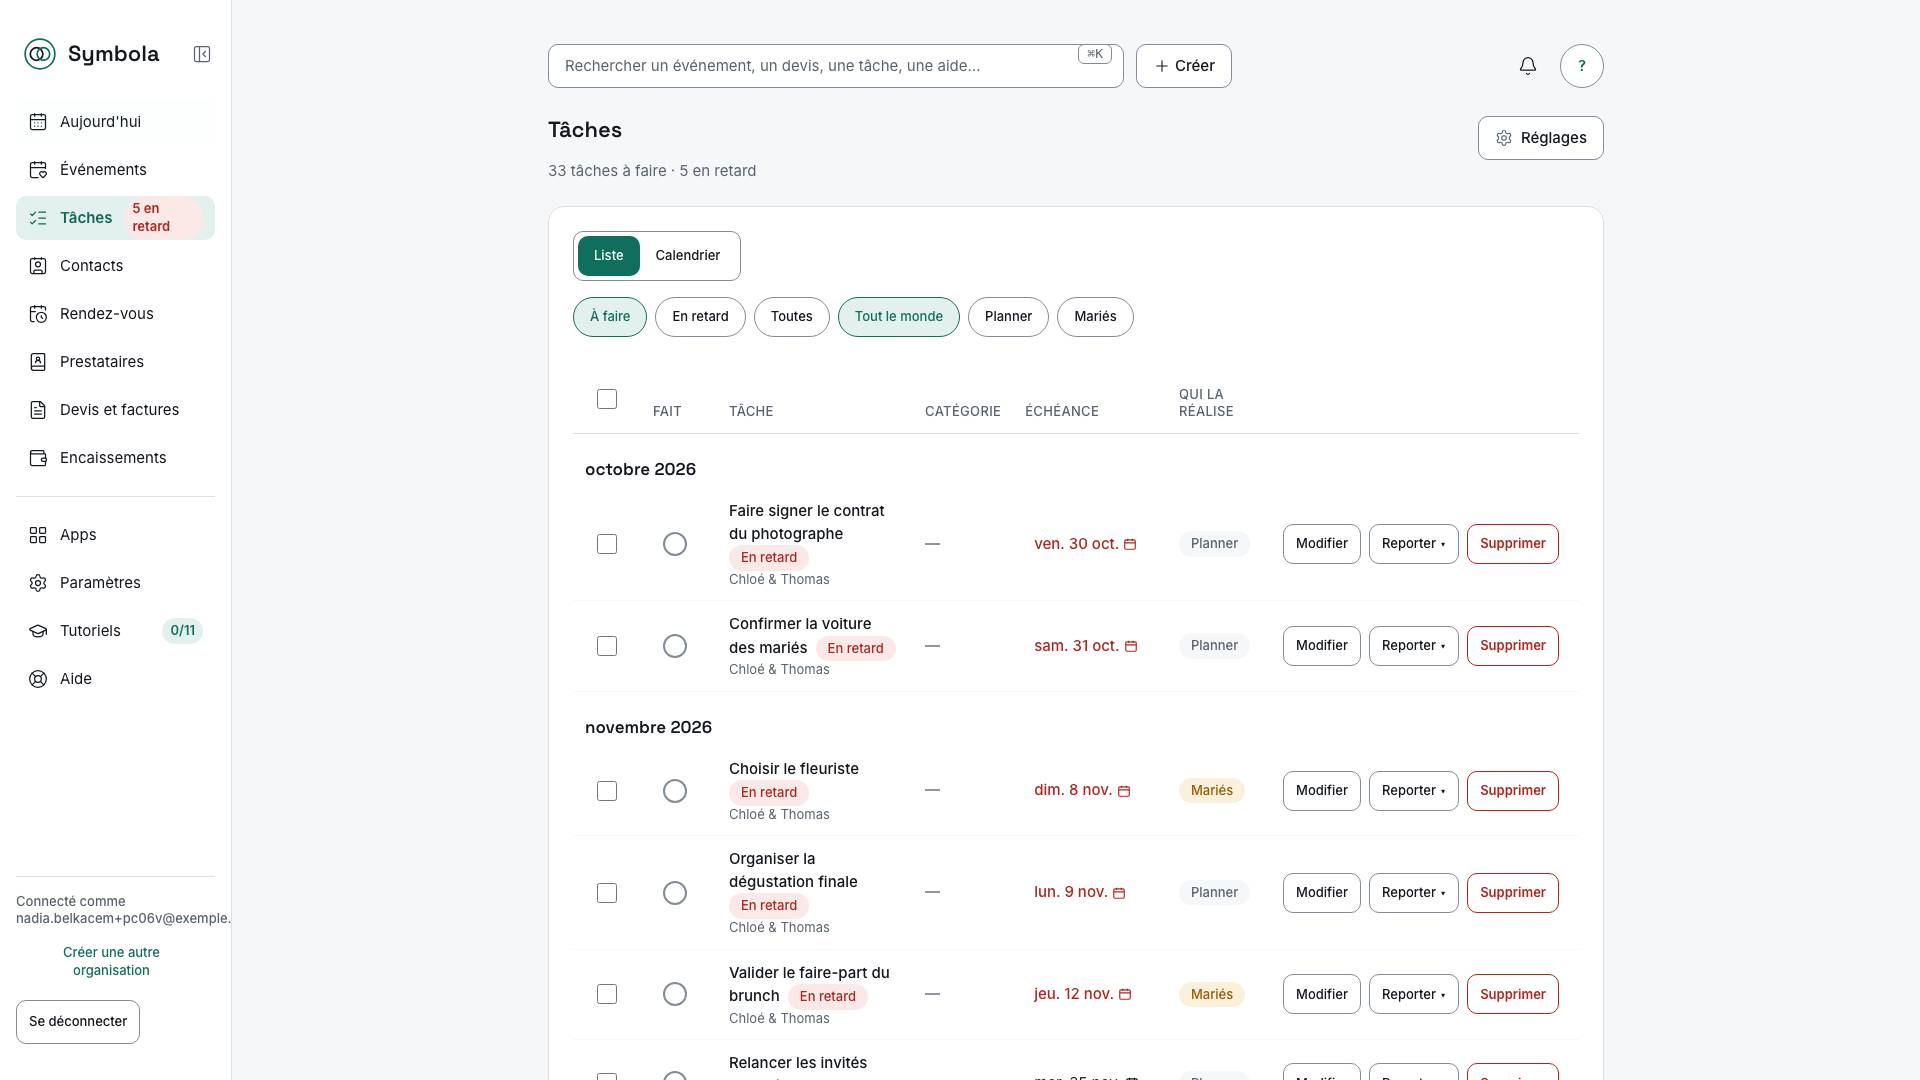 Symbola
Rechercher un événement, un devis, une tâche, une aide...
⌘K
Créer
?
Aujourd'hui
Événements
Tâches
5 en
retard
Contacts
Rendez-vous
Prestataires
Devis et factures
Encaissements
Apps
Paramètres
Tutoriels
0/11
Aide
Connecté comme
nadia.belkacem+pc06v@exemple.
Créer une autre
organisation
Se déconnecter
Tâches
Réglages
33 tâches à faire · 5 en retard
Liste
Calendrier
À faire
En retard
Toutes
Tout le monde
Planner
Mariés
FAIT
TÂCHE
CATÉGORIE
ÉCHÉANCE
QUI LA
RÉALISE
octobre 2026
Faire signer le contrat
du photographe
En retard
Chloé & Thomas
—
ven. 30 oct.
Planner
Modifier
Reporter
Supprimer
Confirmer la voiture
des mariés En retard
Chloé & Thomas
—
sam. 31 oct.
Planner
Modifier
Reporter
Supprimer
novembre 2026
Choisir le fleuriste
En retard
Chloé & Thomas
—
dim. 8 nov.
Mariés
Modifier
Reporter
Supprimer
Organiser la
dégustation finale
En retard
Chloé & Thomas
—
lun. 9 nov.
Planner
Modifier
Reporter
Supprimer
Valider le faire-part du
brunch En retard
Chloé & Thomas
—
jeu. 12 nov.
Mariés
Modifier
Reporter
Supprimer
Relancer les invités